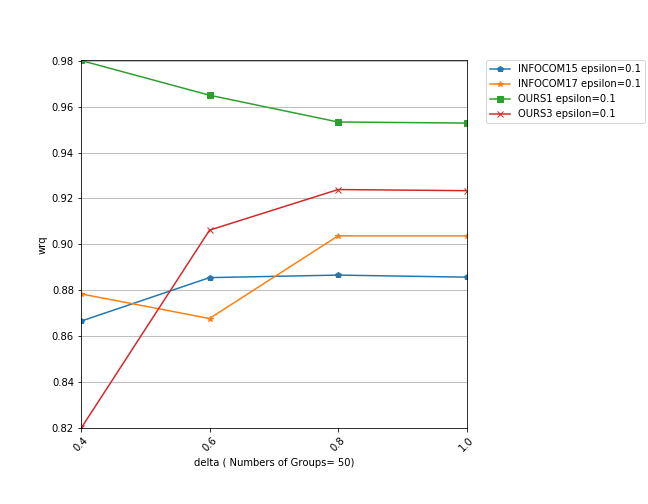 0.98
0.96
0.94
0.92
0.90
0.88
0.86
0.84
0.82
wrq
0.4
0.6
0.8
1.0
delta ( Numbers of Groups= 50)
INFOCOM15 epsilon=0.1
INFOCOM17 epsilon=0.1
OURS1 epsilon=0.1
OURS3 epsilon=0.1